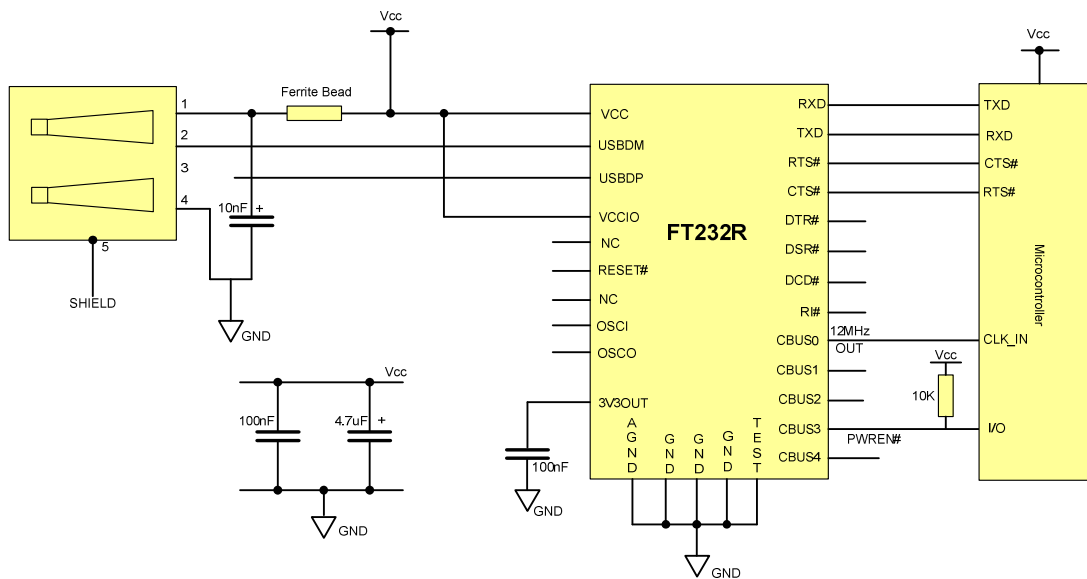 Vcc
Ferrite Bead
1
2
3
4
5
SHIELD
10nF +
GND
Vcc
100nF
4.7uF +
GND
VCC
USBDM
USBDP
VCCIO
NC
RESET#
NC
OSCI
OSCO
3V3OUT
100nF
GND
FT232R
AGND
GND
GND
GND
TEST
GND
RXD
TXD
RTS#
CTS#
DTR#
DSR#
DCD#
RI#
CBUS0
CBUS1
CBUS2
CBUS3
CBUS4
12MHz
OUT
Vcc
10K
PWREN#
Vcc
TXD
RXD
CTS#
RTS#
Microcontroller
CLK_IN
I/O